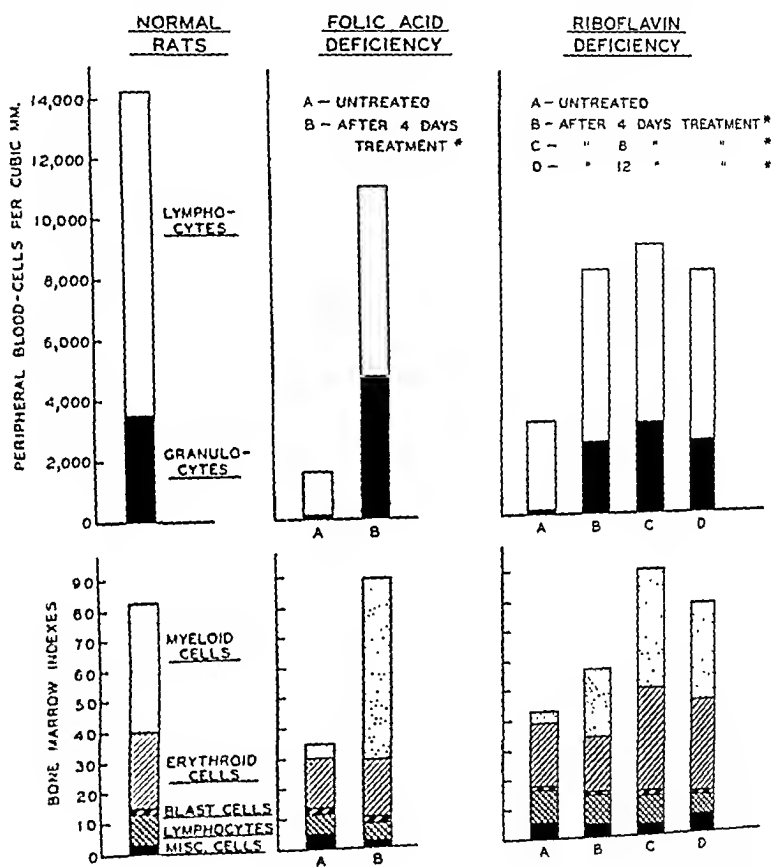 NORMAL
RATS
FOLIC ACID
DEFICIENCY
RIBOFLAVIN
DEFICIENCY
PERIPHERAL BLOOD-CELLS PER CUBIC MM.
14,000
12,000
10,000
8,000
6,000
4,000
2,000
0
LYMPHO-
CYTES
GRANULO-
CYTES
A – UNTREATED
B – AFTER 4 DAYS
TREATMENT *
A B
A – UNTREATED
B – AFTER 4 DAYS TREATMENT *
C – " 8 " " *
D – " 12 " " *
A B C D
BONE MARROW INDEXES
90
80
70
60
50
40
30
20
10
0
MYELOID
CELLS
ERYTHROID
CELLS
BLAST CELLS
LYMPHOCYTES
MISC. CELLS
A B
A B C D